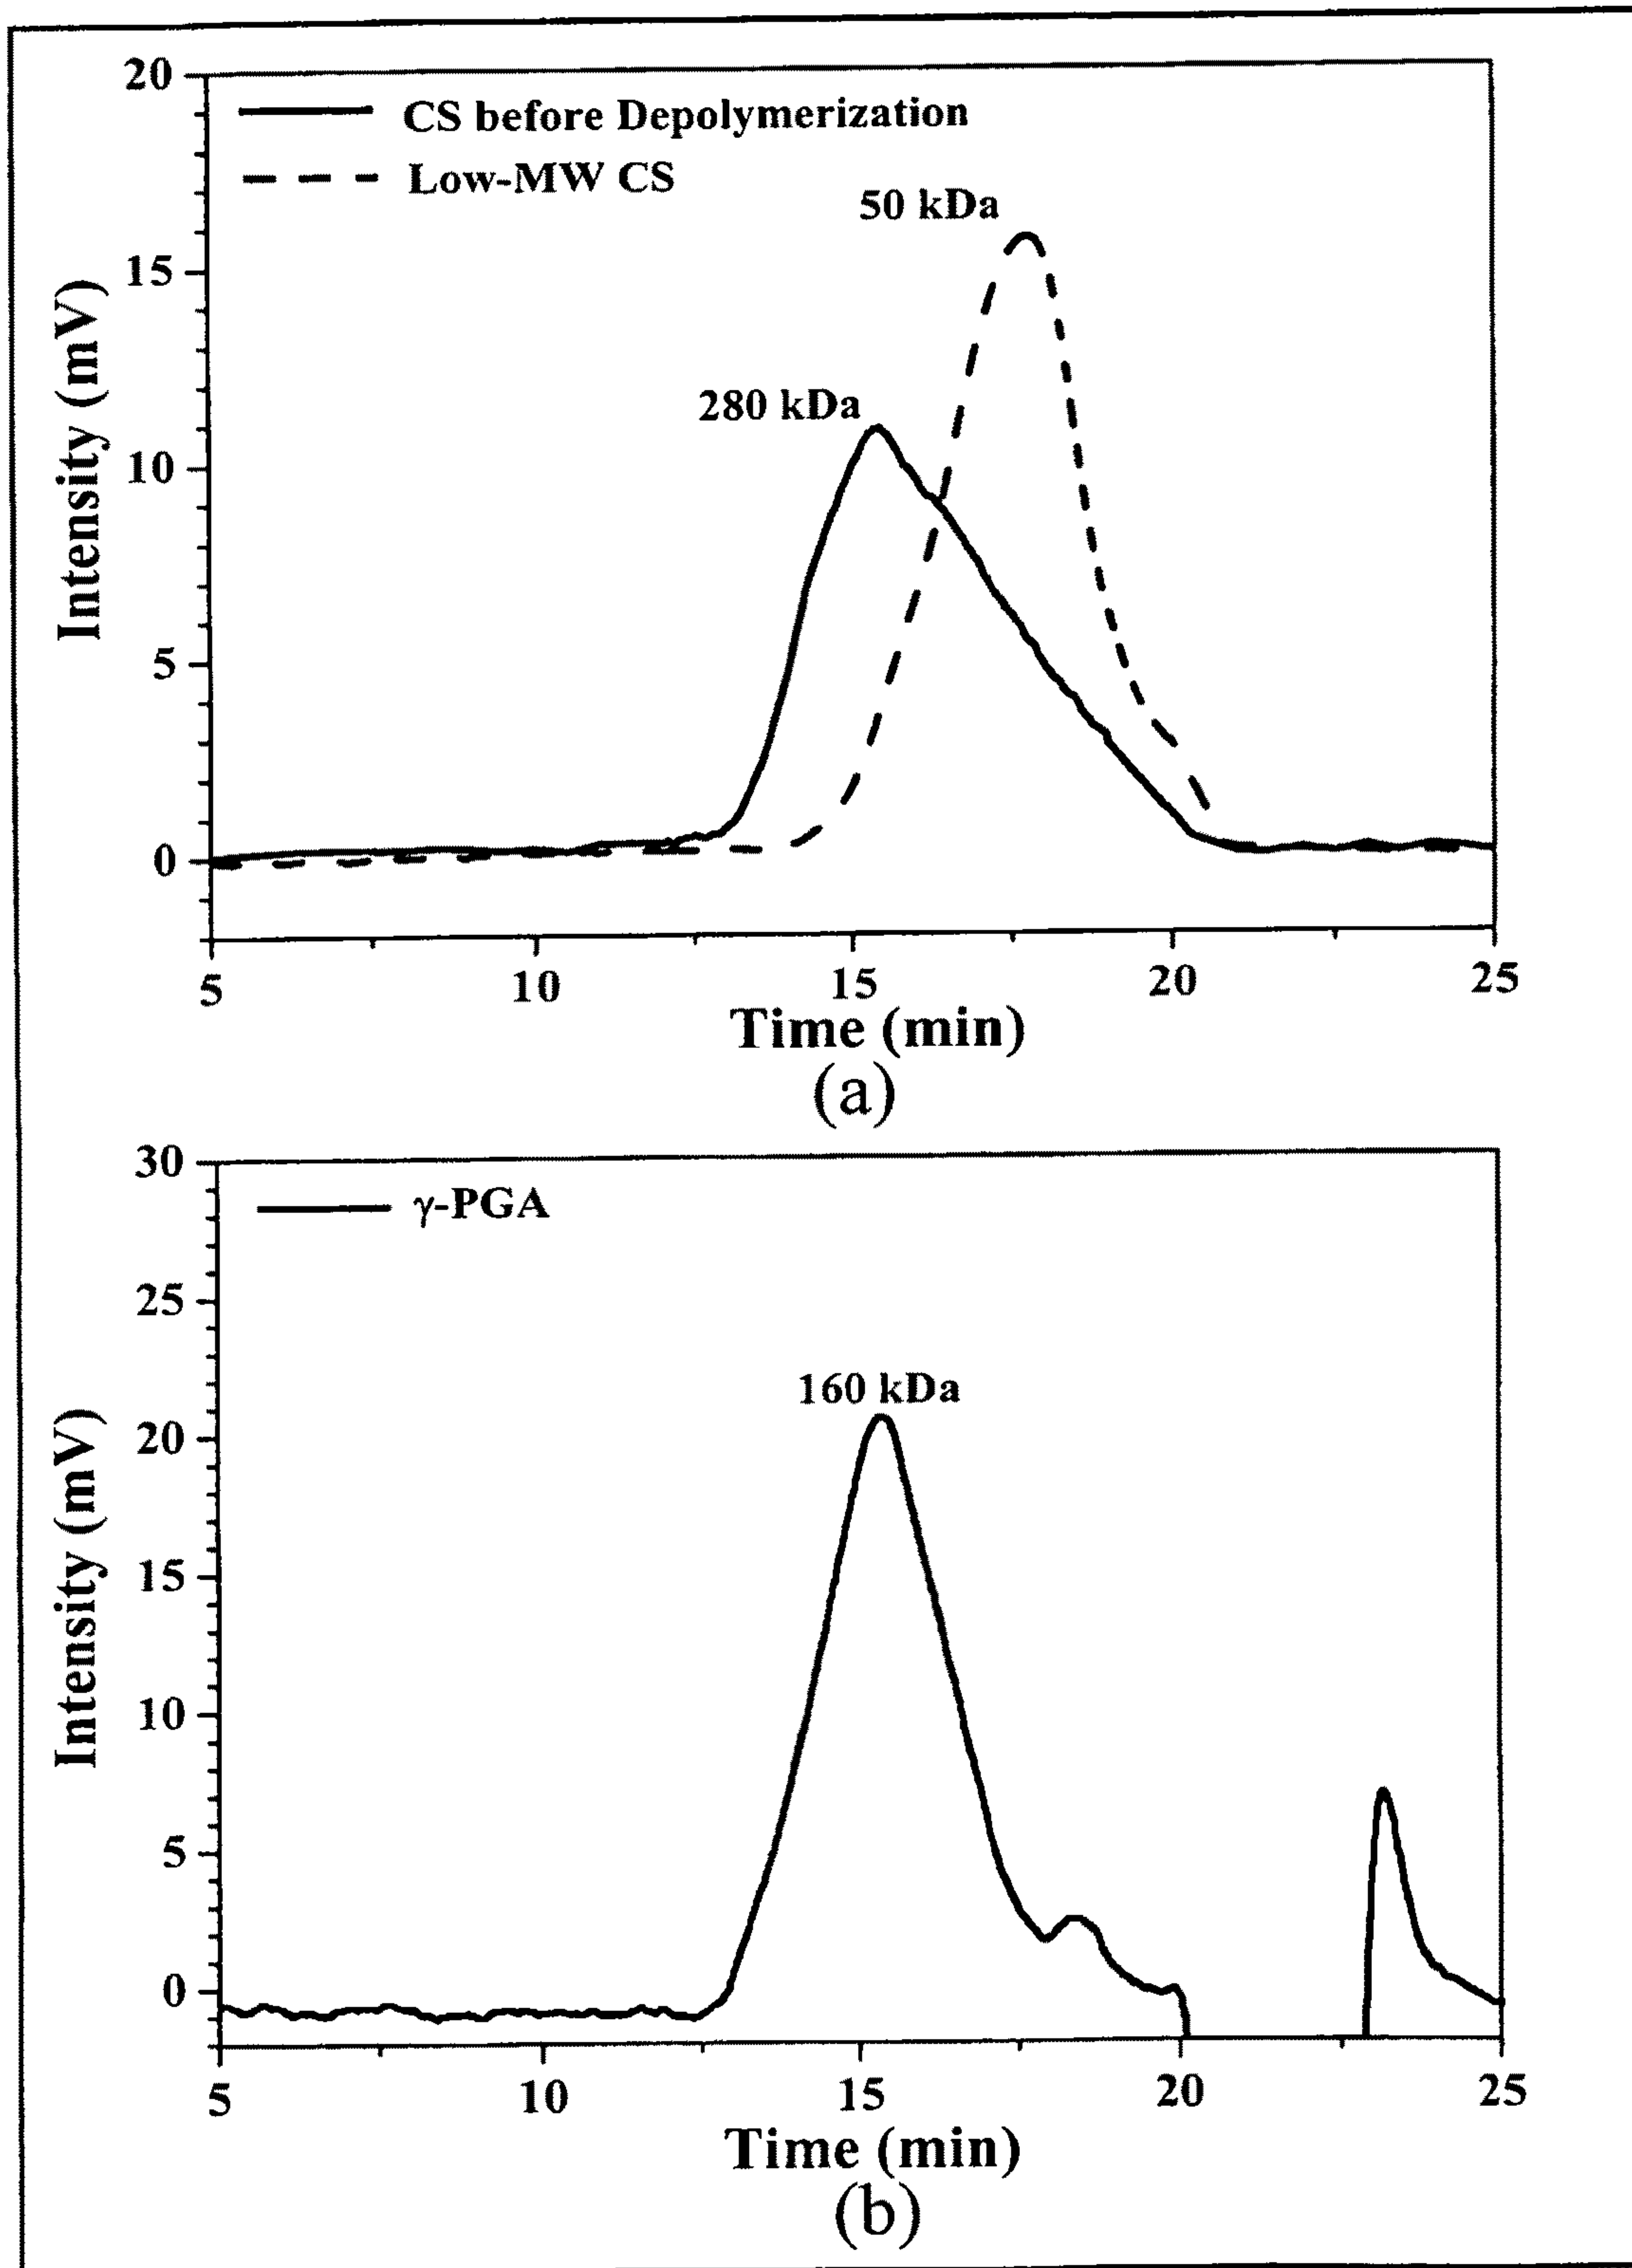 20
CS before Depolymerization
Low-MW CS
50 kDa
15
280 kDa
10
5
0
Intensity (mV)
5 10 15 20 25
Time (min)
(a)
30
γ-PGA
25
160 kDa
20
15
10
5
0
Intensity (mV)
5 10 15 20 25
Time (min)
(b)